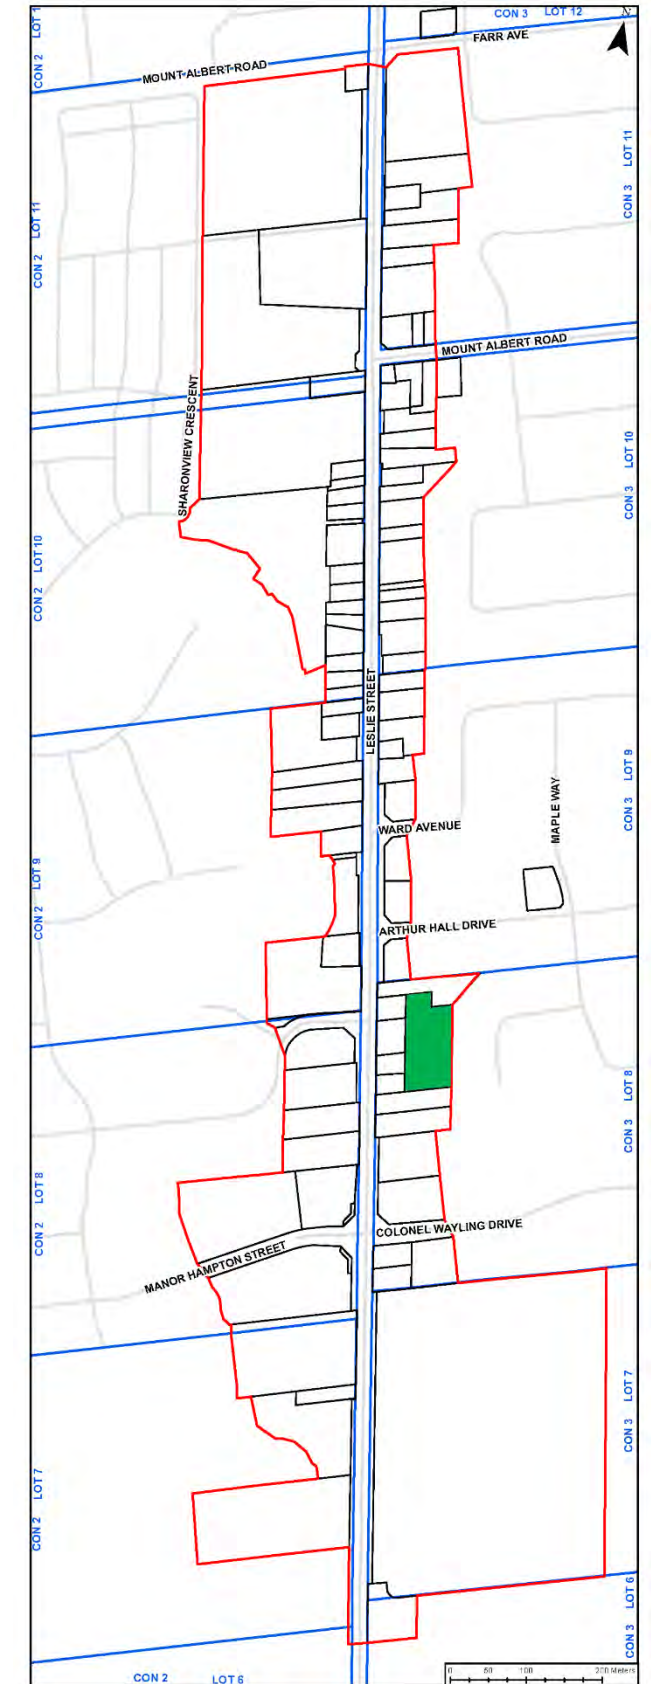 LOT 1
CON 3 LOT 12
N
FARR AVE
CON 2
MOUNT ALBERT ROAD
LOT 11
CON 3
LOT 11
CON 2
MOUNT ALBERT ROAD
SHARONVIEW CRESCENT
LOT 10
CON 3
LOT 10
CON 2
LESLIE STREET
LOT 9
CON 3
MAPLE WAY
WARD AVENUE
LOT 9
CON 2
ARTHUR HALL DRIVE
LOT 8
CON 3
LOT 8
CON 2
COLONEL WAYLING DRIVE
MANOR HAMPTON STREET
LOT 7
CON 3
LOT 7
CON 2
LOT 6
CON 3
CON 2 LOT 6
0 50 100 200 Meters